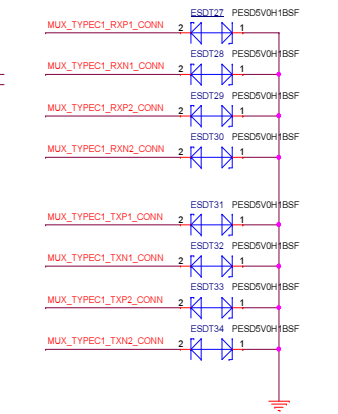 ESDT27 PESD5V0H1BSF
MUX_TYPEC1_RXP1_CONN 2 1
ESDT28 PESD5V0H1BSF
MUX_TYPEC1_RXN1_CONN 2 1
ESDT29 PESD5V0H1BSF
MUX_TYPEC1_RXP2_CONN 2 1
ESDT30 PESD5V0H1BSF
MUX_TYPEC1_RXN2_CONN 2 1
ESDT31 PESD5V0H1BSF
MUX_TYPEC1_TXP1_CONN 2 1
ESDT32 PESD5V0H1BSF
MUX_TYPEC1_TXN1_CONN 2 1
ESDT33 PESD5V0H1BSF
MUX_TYPEC1_TXP2_CONN 2 1
ESDT34 PESD5V0H1BSF
MUX_TYPEC1_TXN2_CONN 2 1